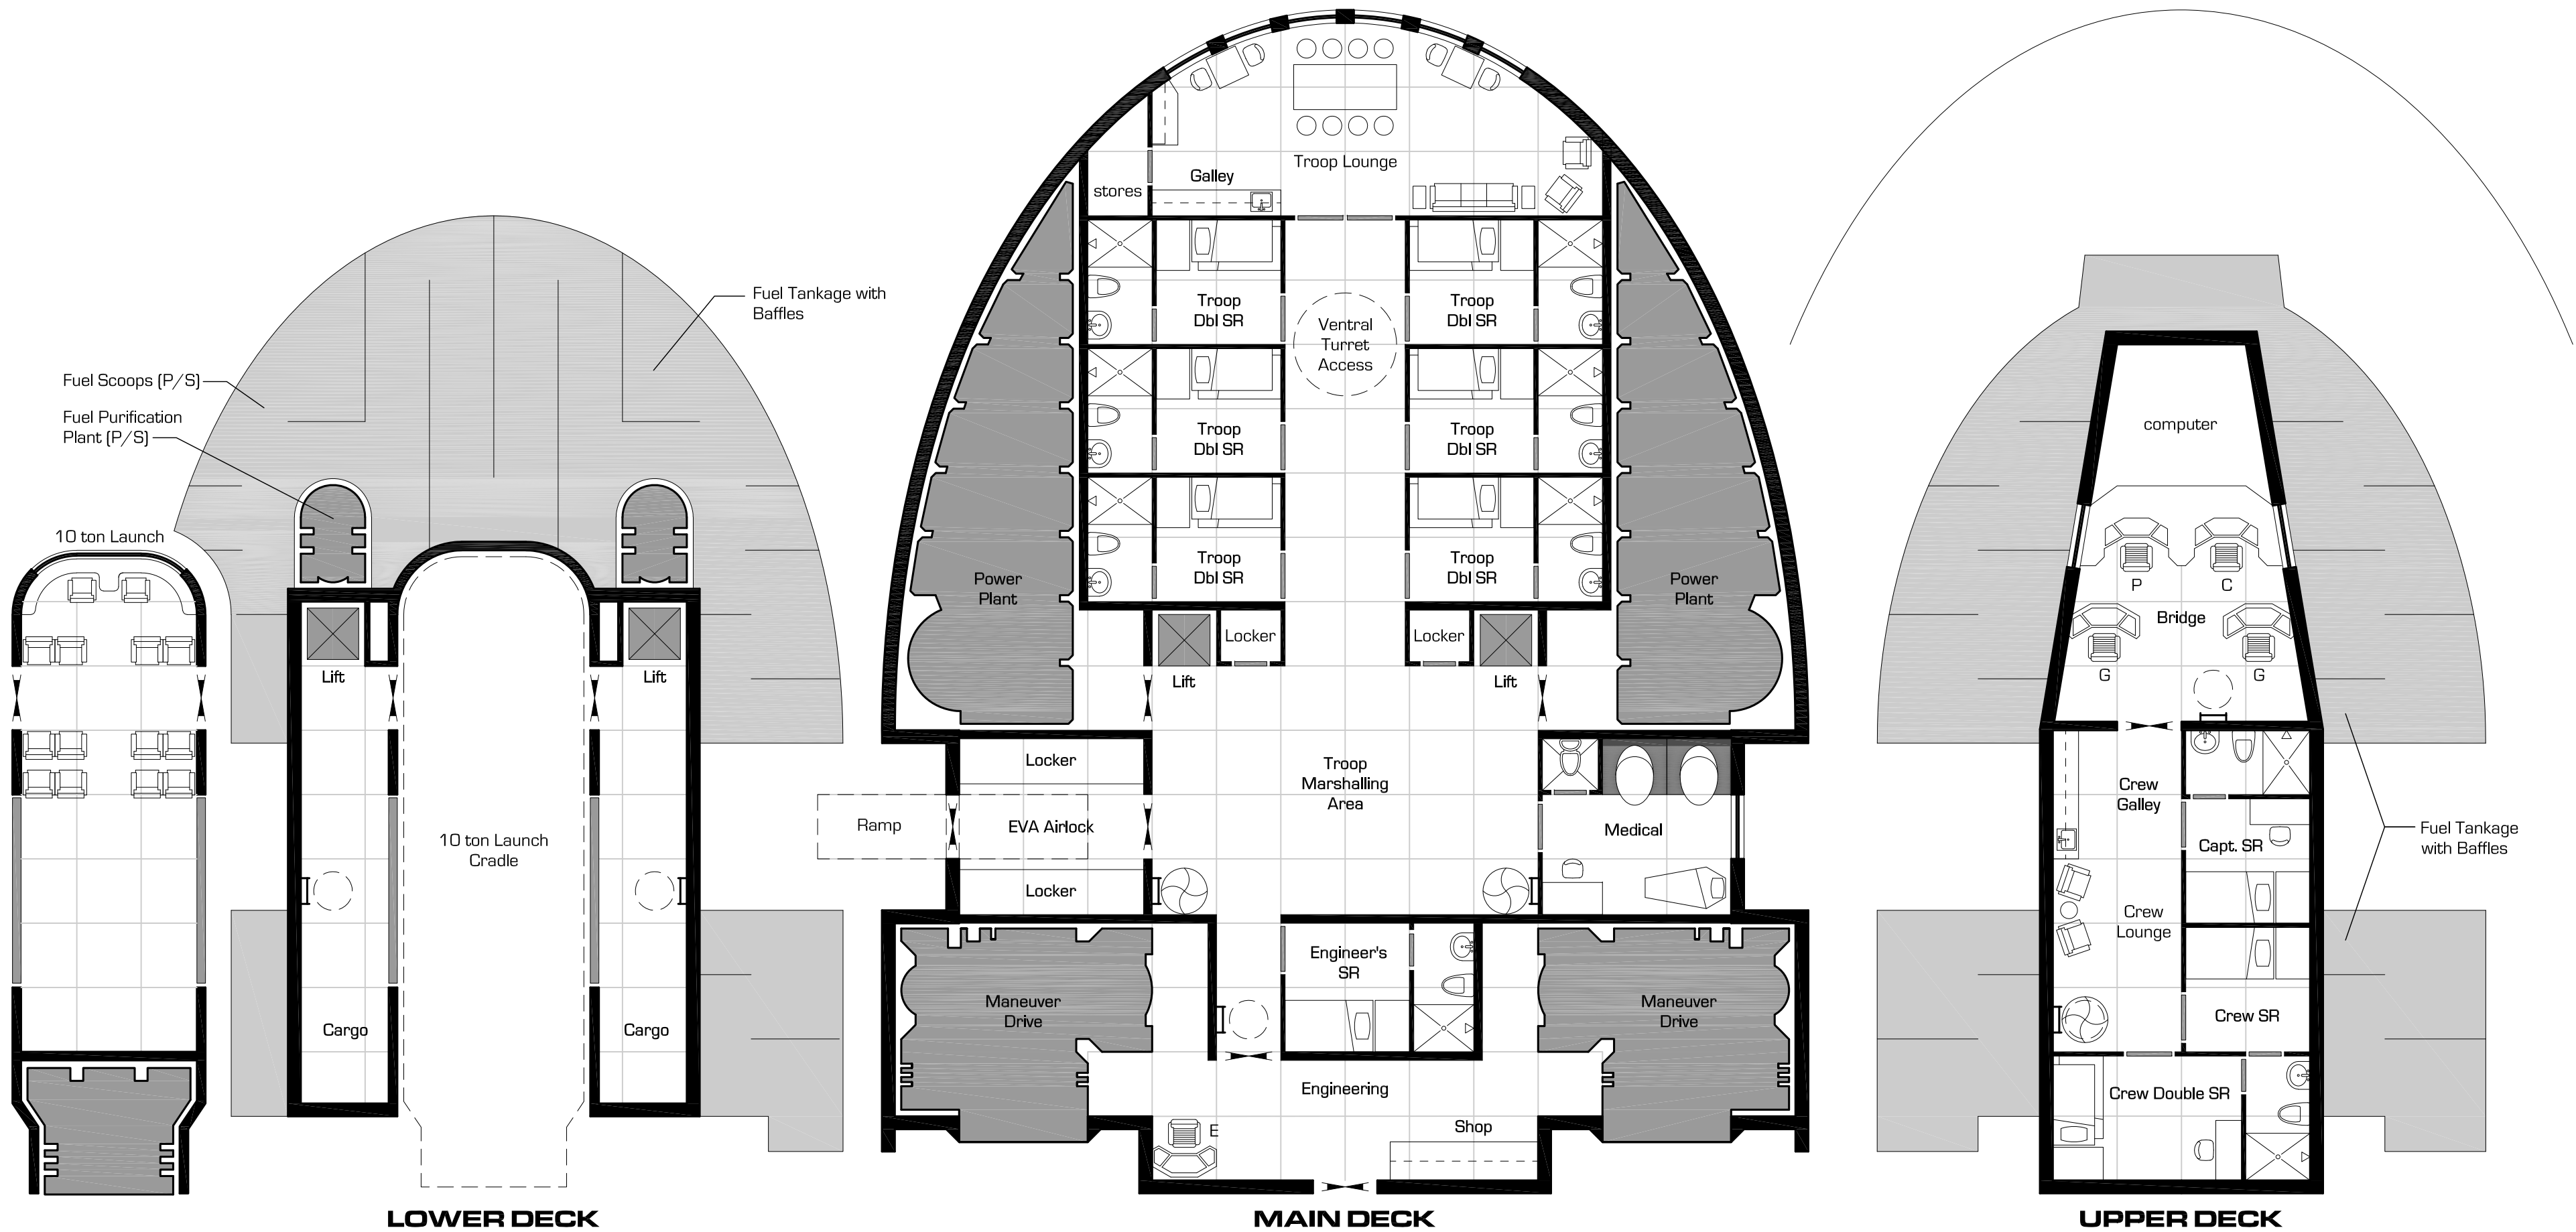 Fuel Tankage with
Baffles
Fuel Scoops (P/S)
Fuel Purification
Plant (P/S)
10 ton Launch
Lift
Lift
10 ton Launch
Cradle
Cargo
Cargo
LOWER DECK
Troop Lounge
Galley
stores
Troop
Dbl SR
Troop
Dbl SR
Ventral
Turret
Access
Troop
Dbl SR
Troop
Dbl SR
Troop
Dbl SR
Troop
Dbl SR
Power
Plant
Power
Plant
Locker
Locker
Lift
Lift
Locker
Troop
Marshalling
Area
Ramp
EVA Airlock
Medical
Locker
Engineer's
SR
Maneuver
Drive
Maneuver
Drive
Engineering
E
Shop
MAIN DECK
computer
P
C
Bridge
G
G
Crew
Galley
Capt. SR
Fuel Tankage
with Baffles
Crew
Lounge
Crew SR
Crew Double SR
UPPER DECK